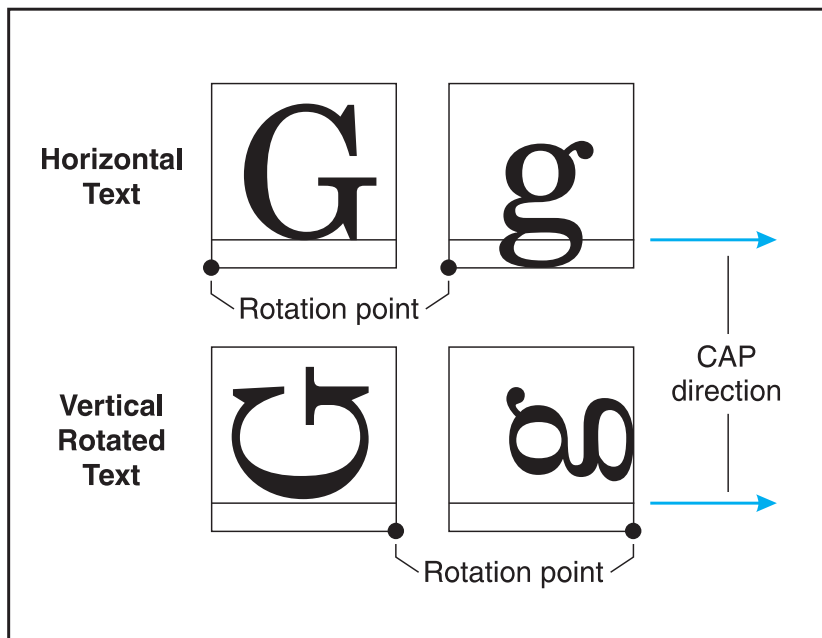 Horizontal
Text
G g
Rotation point
CAP
direction
Vertical
Rotated
Text
G g
Rotation point